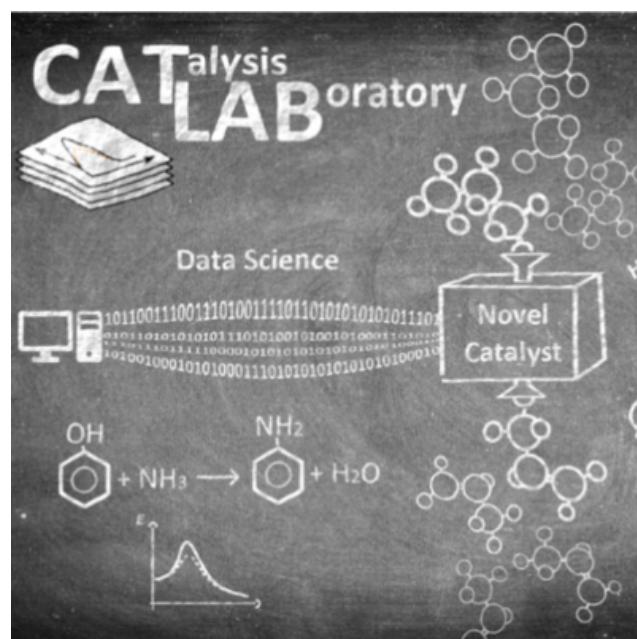 CATalysis
LABoratory
Data Science
Novel
Catalyst
OH
NH₂
+ NH₃ → + H₂O
E